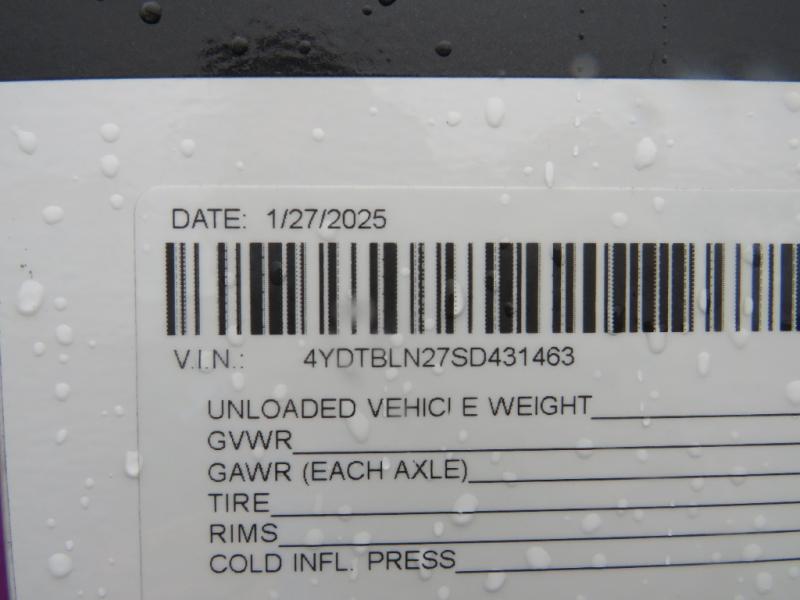 DATE: 1/27/2025
V.I.N.: 4YDTBLN27SD431463
UNLOADED VEHICLE WEIGHT
GVWR
GAWR (EACH AXLE)
TIRE
RIMS
COLD INFL. PRESS